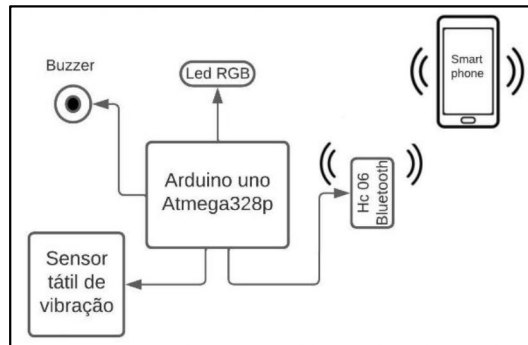 Buzzer
Led RGB
Smart
phone
Arduino uno
Atmega328p
Hc 06
Bluetooth
Sensor
tátil de
vibração